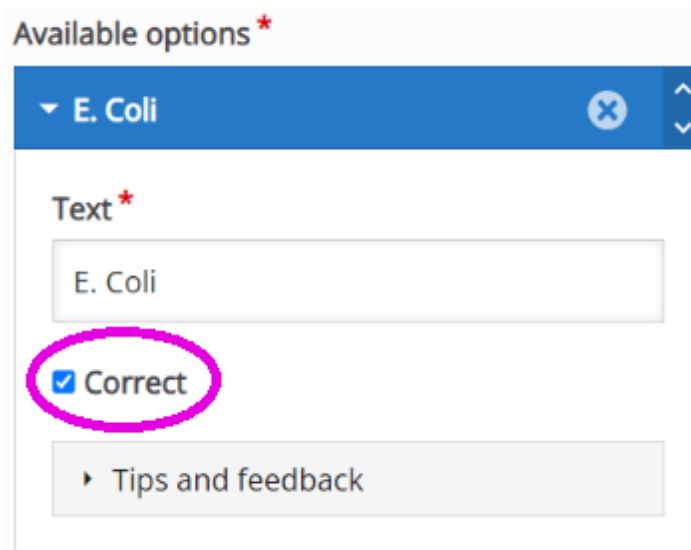 Available options *
E. Coli
Text *
E. Coli
Correct
Tips and feedback